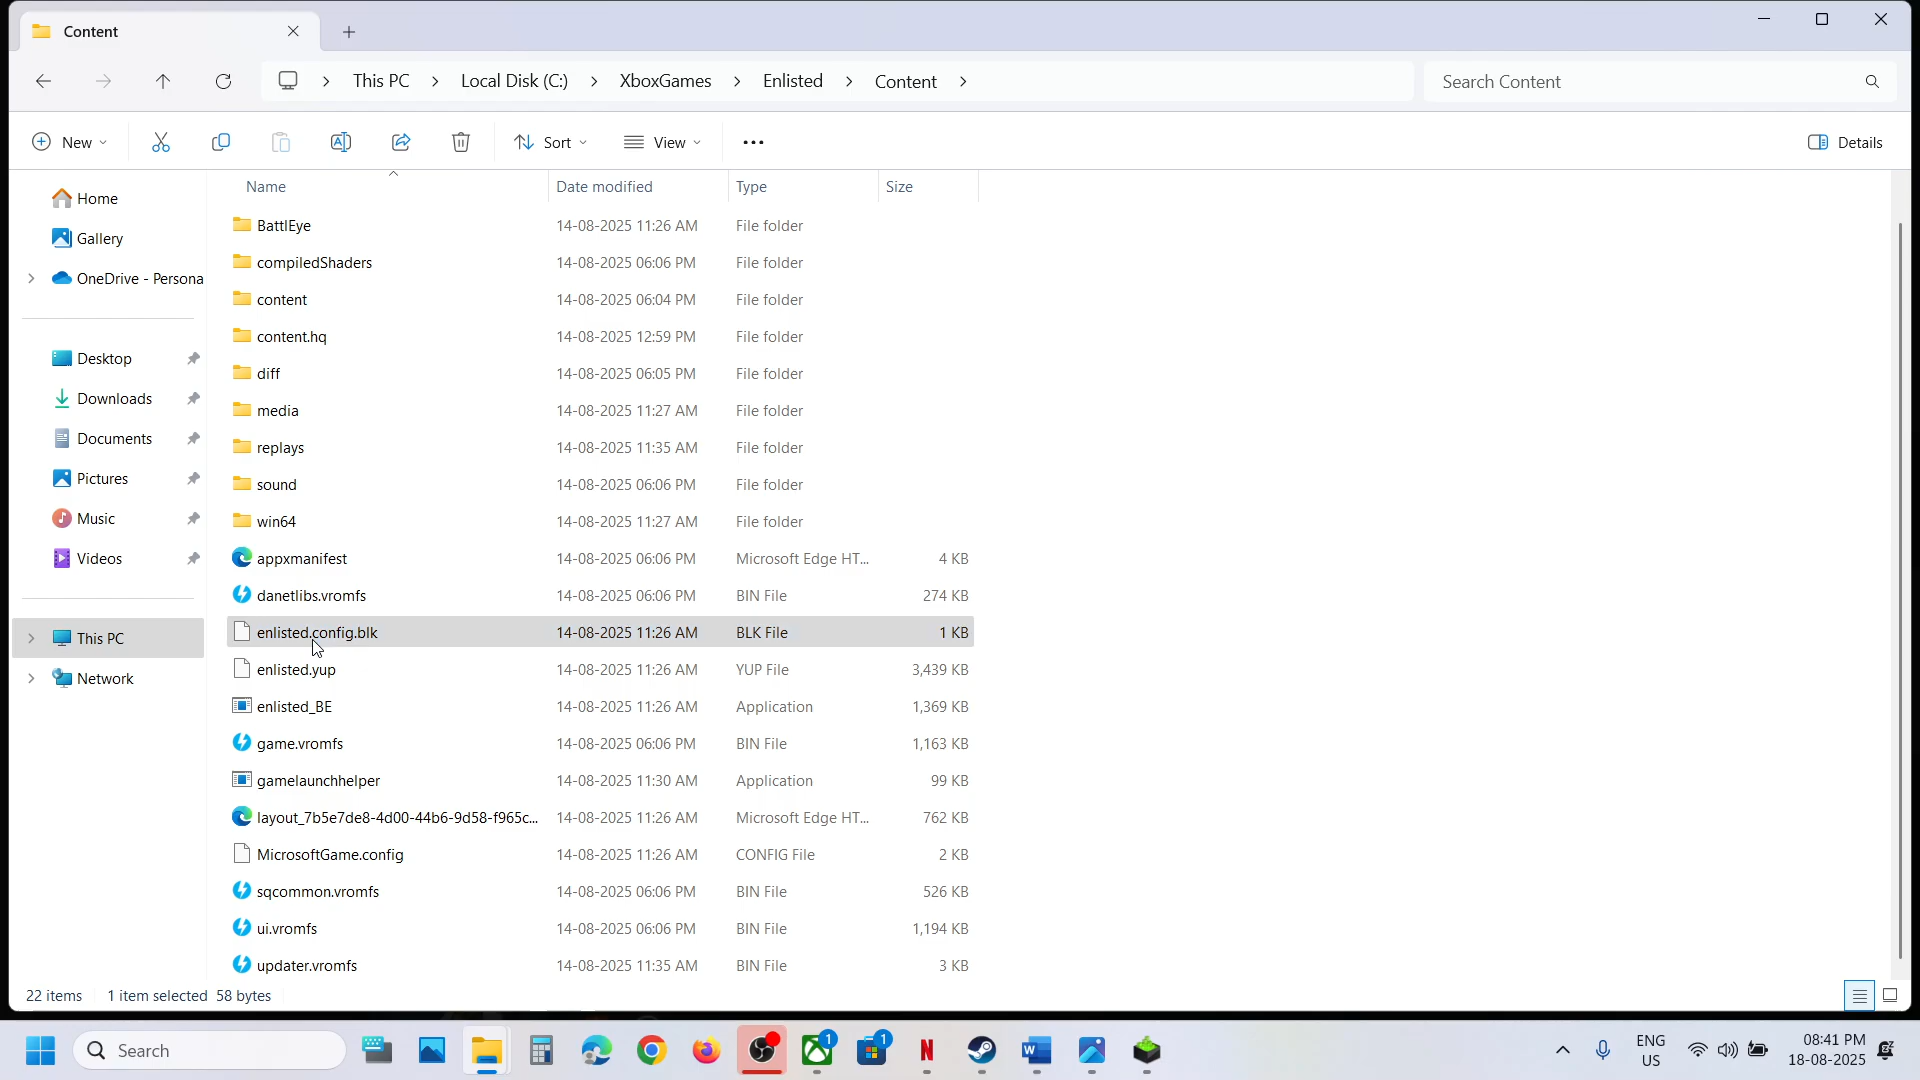 Content
This PC
Local Disk (C:)
XboxGames
Enlisted
Content
Search Content
New
Sort
View
Details
Name Date modified Type Size
Home
Gallery
OneDrive - Persona
Desktop
Downloads
Documents
Pictures
Music
Videos
This PC
Network
BattlEye 14-08-2025 11:26 AM File folder
compiledShaders 14-08-2025 06:06 PM File folder
content 14-08-2025 06:04 PM File folder
content.hq 14-08-2025 12:59 PM File folder
diff 14-08-2025 06:05 PM File folder
media 14-08-2025 11:27 AM File folder
replays 14-08-2025 11:35 AM File folder
sound 14-08-2025 06:06 PM File folder
win64 14-08-2025 11:27 AM File folder
appxmanifest 14-08-2025 06:06 PM Microsoft Edge HT... 4 KB
danetlibs.vromfs 14-08-2025 06:06 PM BIN File 274 KB
enlisted.config.blk 14-08-2025 11:26 AM BLK File 1 KB
enlisted.yup 14-08-2025 11:26 AM YUP File 3,439 KB
enlisted_BE 14-08-2025 11:26 AM Application 1,369 KB
game.vromfs 14-08-2025 06:06 PM BIN File 1,163 KB
gamelaunchhelper 14-08-2025 11:30 AM Application 99 KB
layout_7b5e7de8-4d00-44b6-9d58-f965c... 14-08-2025 11:26 AM Microsoft Edge HT... 762 KB
MicrosoftGame.config 14-08-2025 11:26 AM CONFIG File 2 KB
sqcommon.vromfs 14-08-2025 06:06 PM BIN File 526 KB
ui.vromfs 14-08-2025 06:06 PM BIN File 1,194 KB
updater.vromfs 14-08-2025 11:35 AM BIN File 3 KB
22 items 1 item selected 58 bytes
Search
1
1
N
W
ENG
US
08:41 PM
18-08-2025